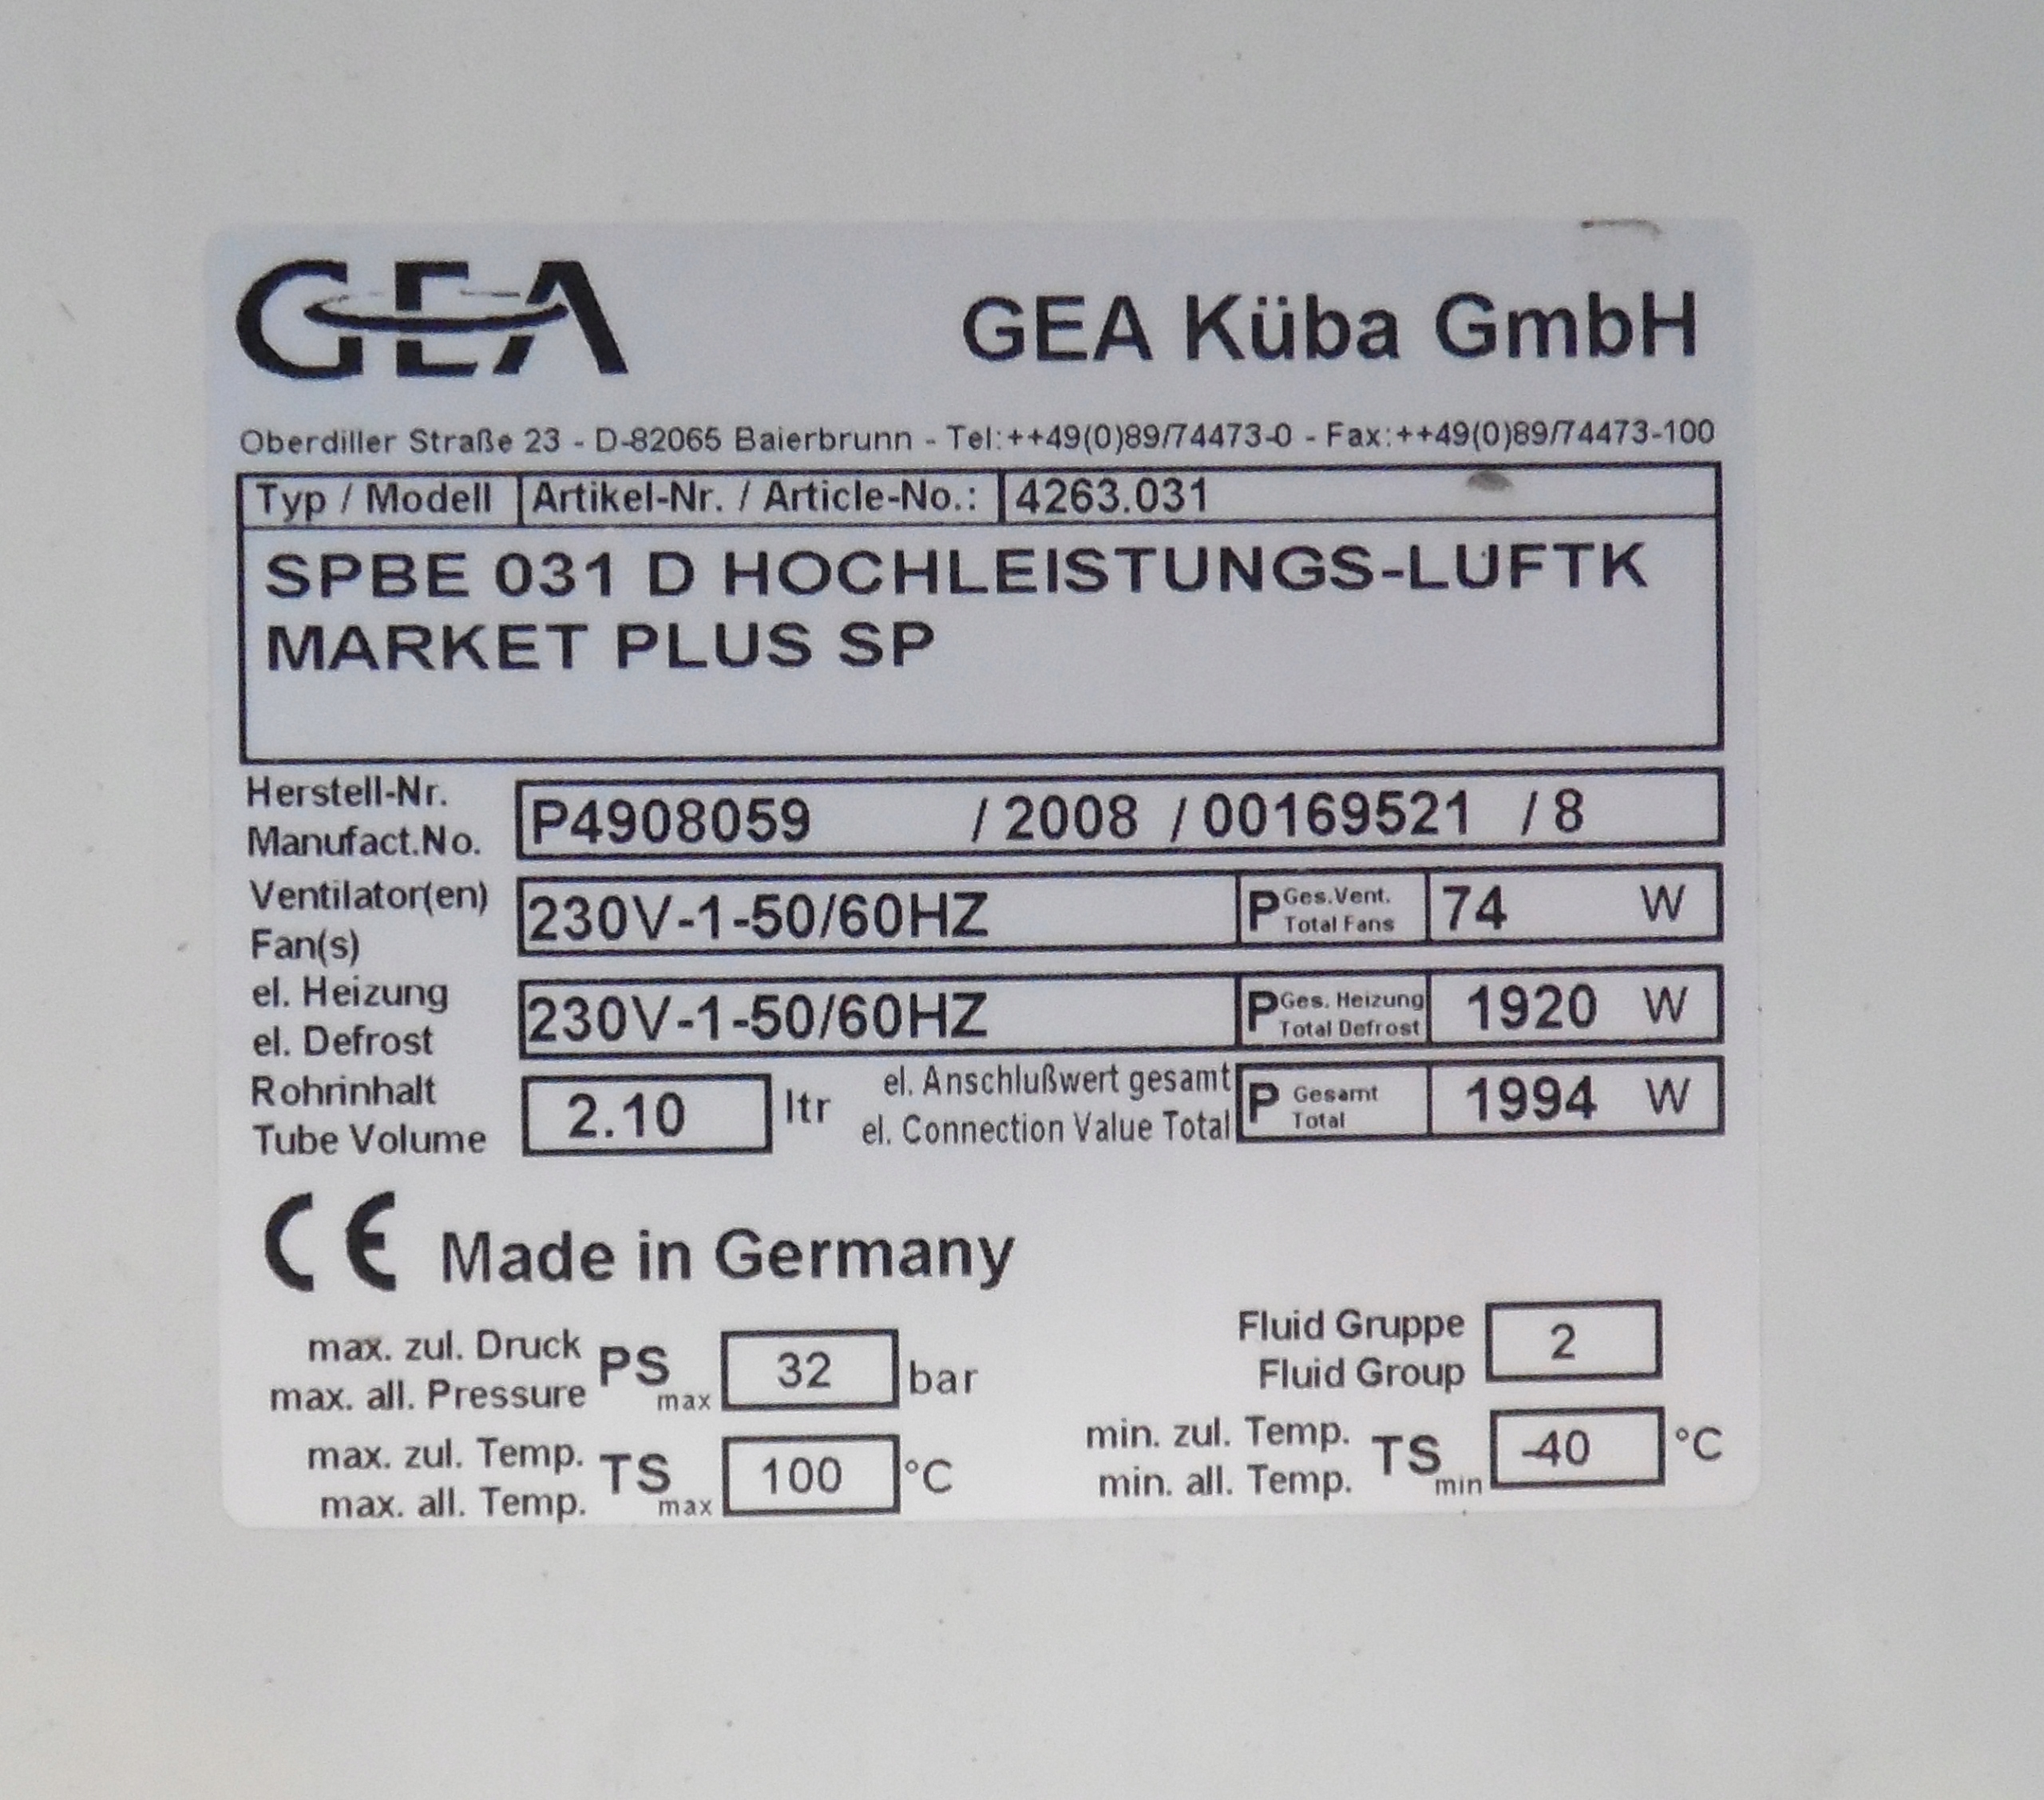 GEA GEA Küba GmbH
Oberdiller Straße 23 - D-82065 Baierbrunn - Tel:++49(0)89/74473-0 - Fax:++49(0)89/74473-100
Typ / Modell Artikel-Nr. / Article-No.: 4263.031
SPBE 031 D HOCHLEISTUNGS-LUFTK
MARKET PLUS SP
Herstell-Nr.
Manufact.No.
P4908059 / 2008 / 00169521 / 8
Ventilator(en)
Fan(s)
230V-1-50/60HZ
P Ges.Vent.
Total Fans
74 W
el. Heizung
el. Defrost
230V-1-50/60HZ
P Ges. Heizung
Total Defrost
1920 W
Rohrinhalt
Tube Volume
2.10 ltr
el. Anschlußwert gesamt
el. Connection Value Total
P Gesamt
Total
1994 W
CE Made in Germany
max. zul. Druck
max. all. Pressure
PS max 32 bar
Fluid Gruppe
Fluid Group
2
max. zul. Temp.
max. all. Temp.
TS max 100 °C
min. zul. Temp.
min. all. Temp.
TS min -40 °C